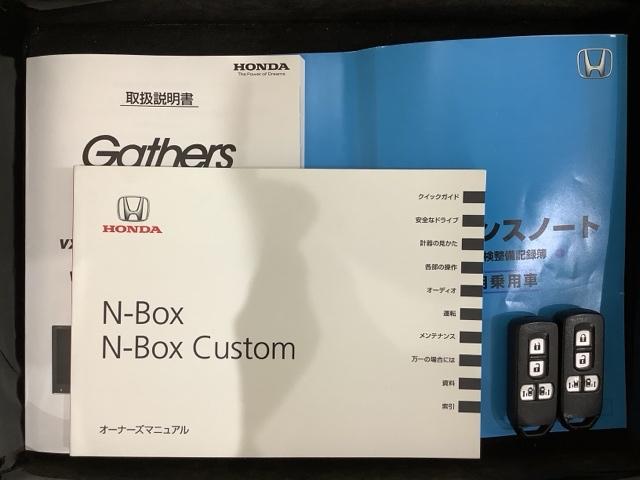 HONDA
The Power of Dreams
取扱説明書
Gathers
VX
HONDA
N-Box
N-Box Custom
オーナーズマニュアル
クイックガイド
安全なドライブ
計器の見かた
各部の操作
オーディオ
運転
メンテナンス
万一の場合には
資料
索引
ンスノート
検整備記録簿
用乗用車